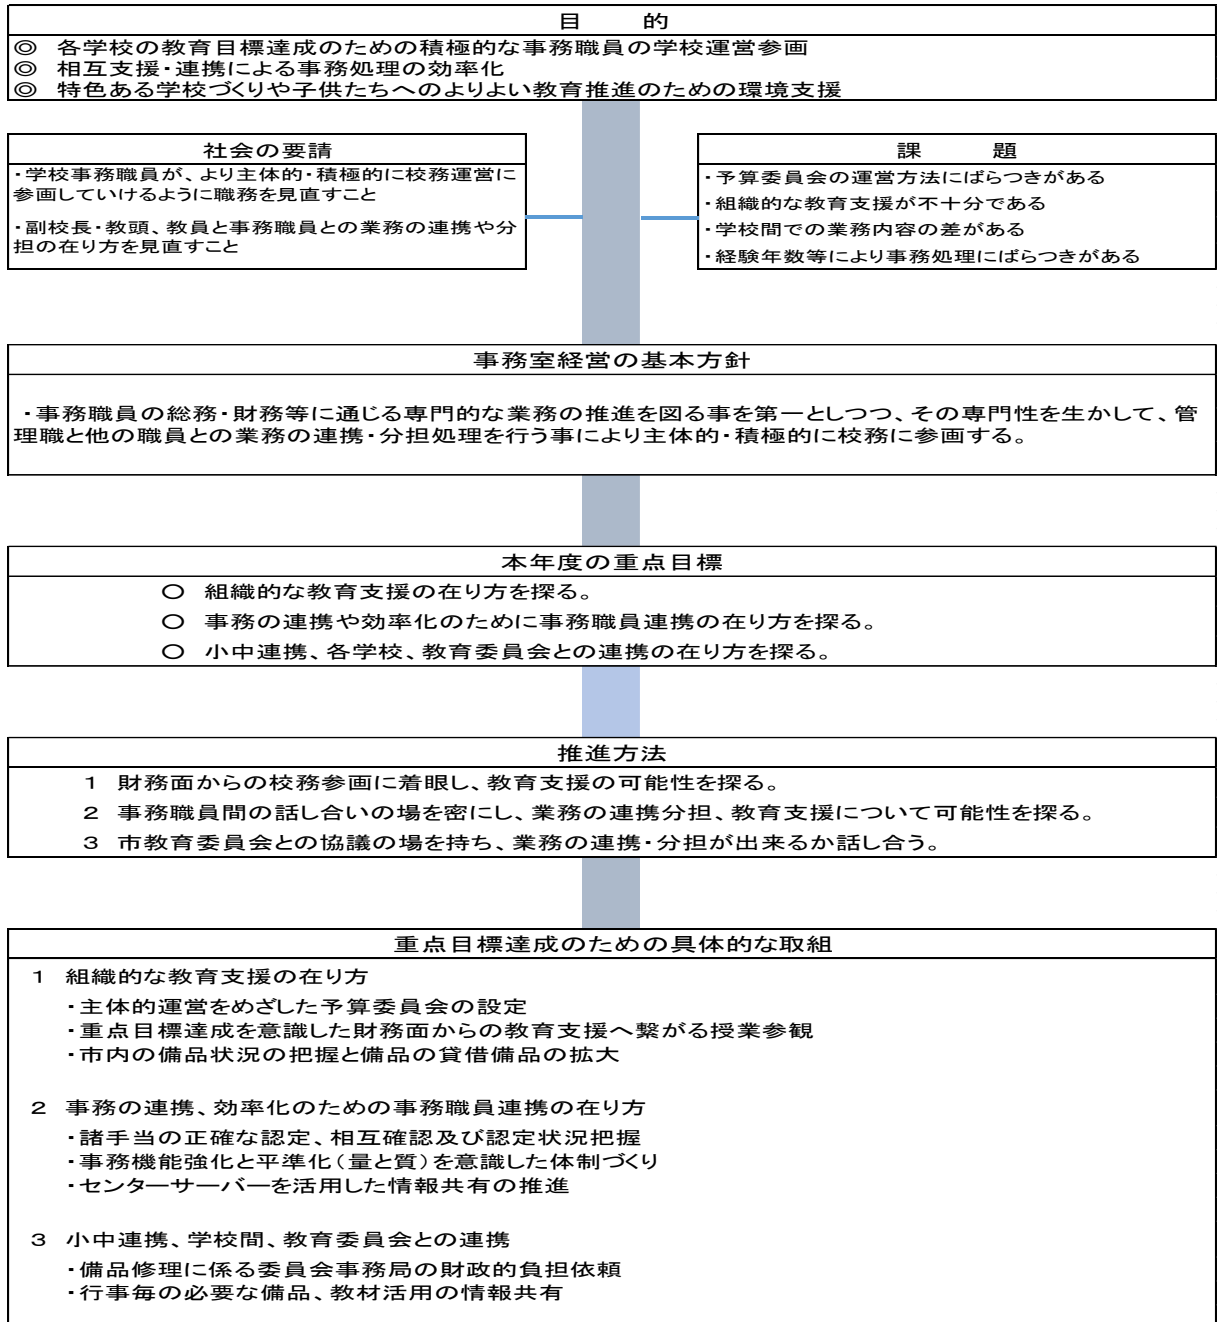 目　　的
◎　各学校の教育目標達成のための積極的な事務職員の学校運営参画
◎　相互支援・連携による事務処理の効率化
◎　特色ある学校づくりや子供たちへのよりよい教育推進のための環境支援
社会の要請
・学校事務職員が、より主体的・積極的に校務運営に
参画していけるように職務を見直すこと
・副校長・教頭、教員と事務職員との業務の連携や分
担の在り方を見直すこと
課　　題
・予算委員会の運営方法にばらつきがある
・組織的な教育支援が不十分である
・学校間での業務内容の差がある
・経験年数等により事務処理にばらつきがある
事務室経営の基本方針
・事務職員の総務・財務等に通じる専門的な業務の推進を図る事を第一としつつ、その専門性を生かして、管
理職と他の職員との業務の連携・分担処理を行う事により主体的・積極的に校務に参画する。
本年度の重点目標
○　組織的な教育支援の在り方を探る。
○　事務の連携や効率化のために事務職員連携の在り方を探る。
○　小中連携、各学校、教育委員会との連携の在り方を探る。
推進方法
１　財務面からの校務参画に着眼し、教育支援の可能性を探る。
２　事務職員間の話し合いの場を密にし、業務の連携分担、教育支援について可能性を探る。
３　市教育委員会との協議の場を持ち、業務の連携・分担が出来るか話し合う。
重点目標達成のための具体的な取組
１　組織的な教育支援の在り方
・主体的運営をめざした予算委員会の設定
・重点目標達成を意識した財務面からの教育支援へ繋がる授業参観
・市内の備品状況の把握と備品の貸借備品の拡大
２　事務の連携、効率化のための事務職員連携の在り方
・諸手当の正確な認定、相互確認及び認定状況把握
・事務機能強化と平準化（量と質）を意識した体制づくり
・センターサーバーを活用した情報共有の推進
３　小中連携、学校間、教育委員会との連携
・備品修理に係る委員会事務局の財政的負担依頼
・行事毎の必要な備品、教材活用の情報共有